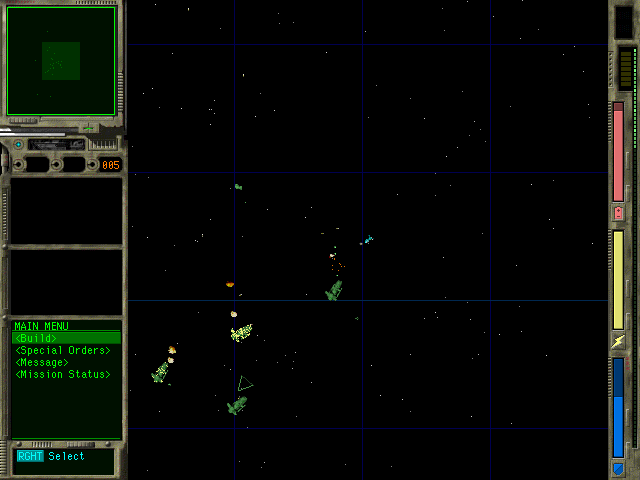 005
MAIN MENU
<Build>
<Special Orders>
<Message>
<Mission Status>
RGHT Select